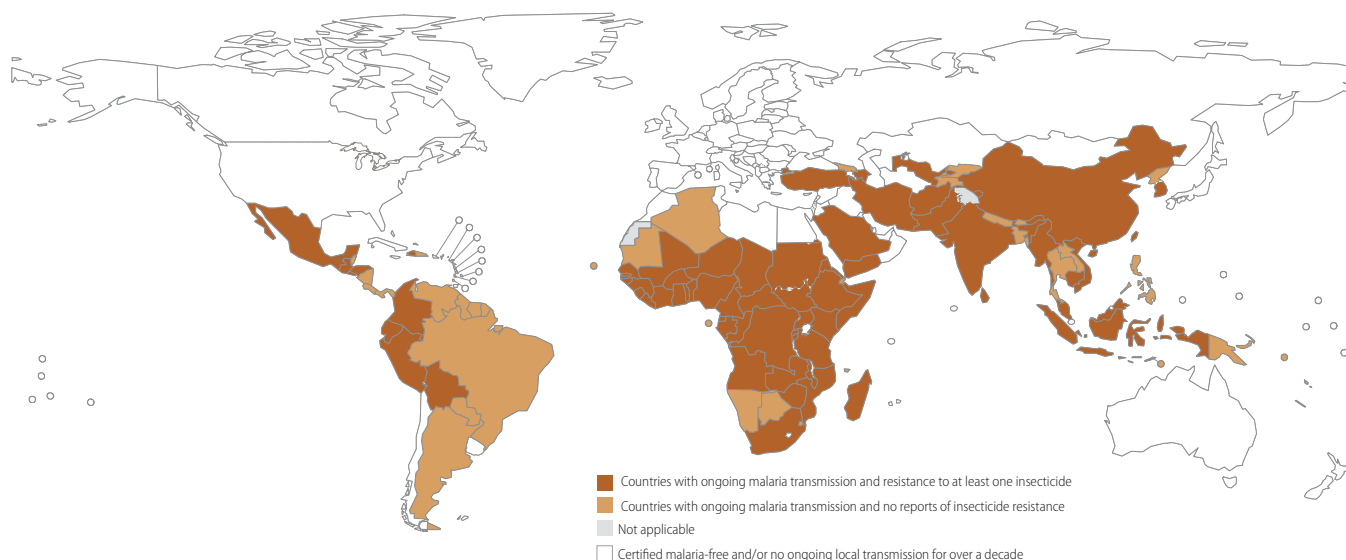 Countries with ongoing malaria transmission and resistance to at least one insecticide
Countries with ongoing malaria transmission and no reports of insecticide resistance
Not applicable
Certified malaria-free and/or no ongoing local transmission for over a decade